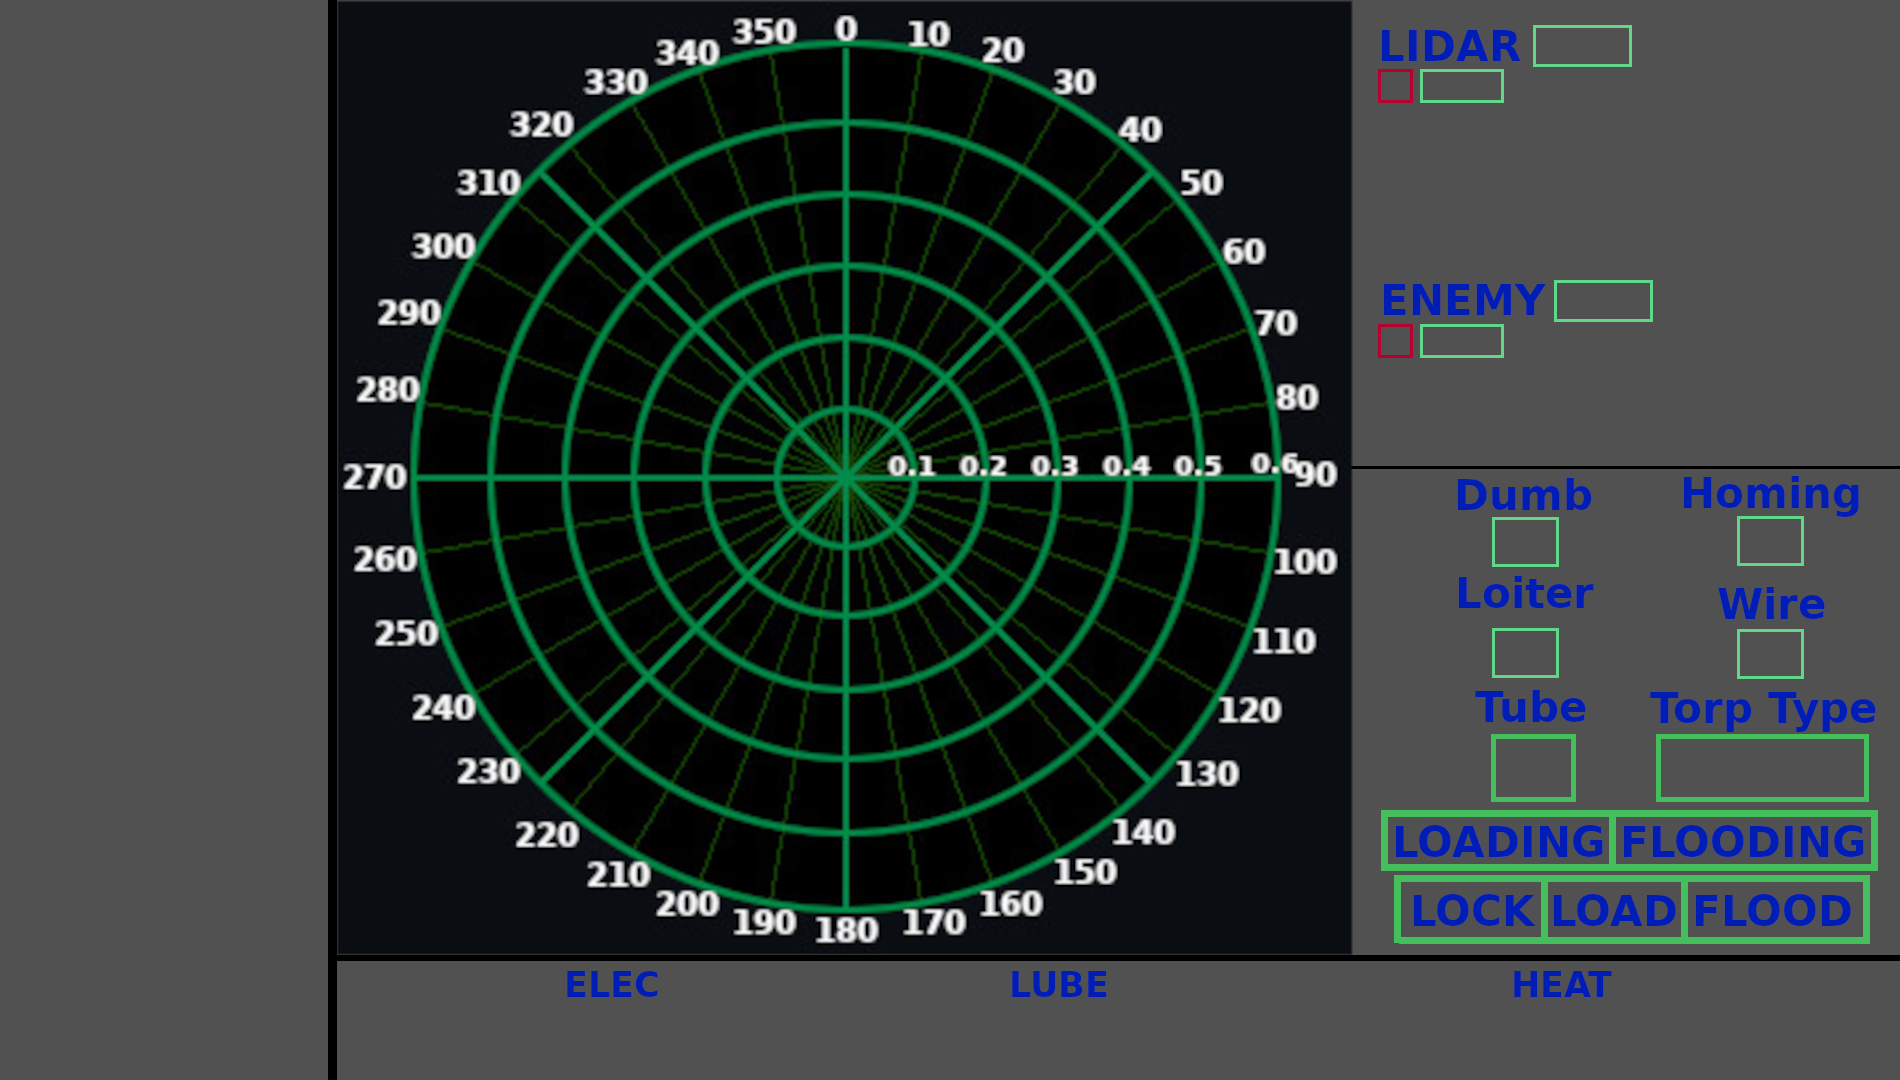 350 0 10
340 20
330 30
320 40
310 50
300 60
290 70
280 80
270 0.1 0.2 0.3 0.4 0.5 0.6 90
260 100
250 110
240 120
230 130
220 140
210 150
200 160
190 180 170
LIDAR
ENEMY
Dumb Homing
Loiter Wire
Tube Torp Type
LOADING FLOODING
LOCK LOAD FLOOD
ELEC LUBE HEAT